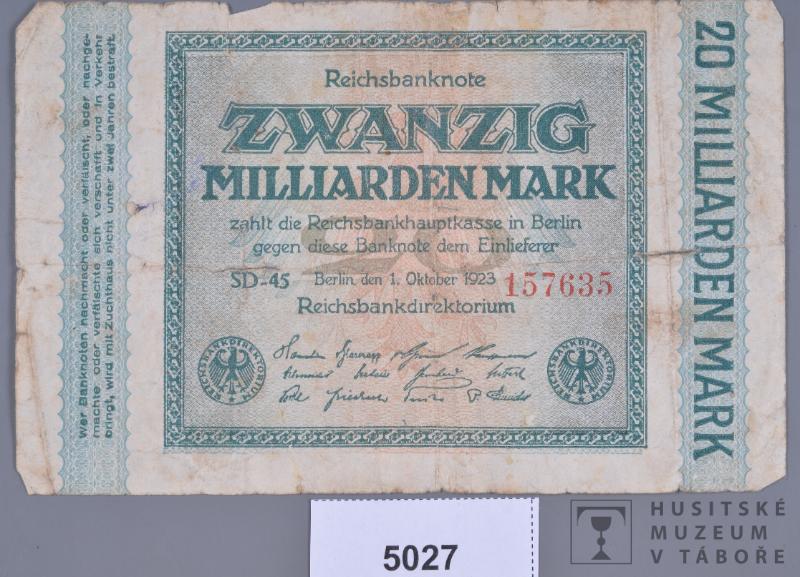 Wer Banknoten nachmacht oder verfälscht, oder nachge-
machte oder verfälschte sich verschafft und in Verkehr
bringt, wird mit Zuchthaus nicht unter zwei Jahren bestraft.
Reichsbanknote
ZWANZIG
MILLIARDEN MARK
zahlt die Reichsbankhauptkasse in Berlin
gegen diese Banknote dem Einlieferer
SD-45 Berlin, den 1. Oktober 1923 157635
Reichsbankdirektorium
REICHSBANKDIREKTORIUM
REICHSBANKDIREKTORIUM
20 MILLIARDEN MARK
5027
HUSITSKÉ
MUZEUM
V TÁBOŘE